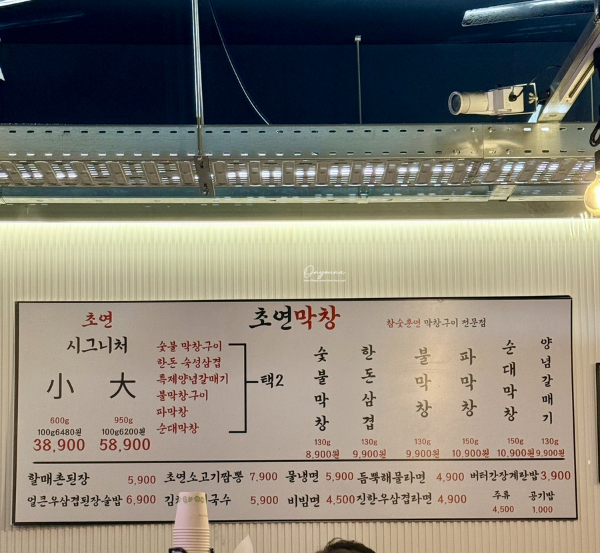 Onymna
초연
시그니처
小 大
600g 950g
100g6480원 100g6200원
38,900 58,900
숯불 막창구이
한돈 숙성삼겹
특제양념갈매기
불막창구이
파막창
순대막창
택2
초연막창
참숯훈연 막창구이 전문점
숯불막창
130g
8,900원
한돈삼겹
130g
9,900원
불막창
130g
9,900원
파막창
150g
10,900원
순대막창
150g
10,900원
양념갈매기
130g
9,900원
할매촌된장 5,900 초연소고기짬뽕 7,900 물냉면 5,900 듬뿍해물라면 4,900 버터간장계란밥 3,900
얼큰우삼겹된장술밥 6,900 국수 5,900 비빔면 4,500 진한우삼겹라면 4,900
주류 공기밥
4,500 1,000